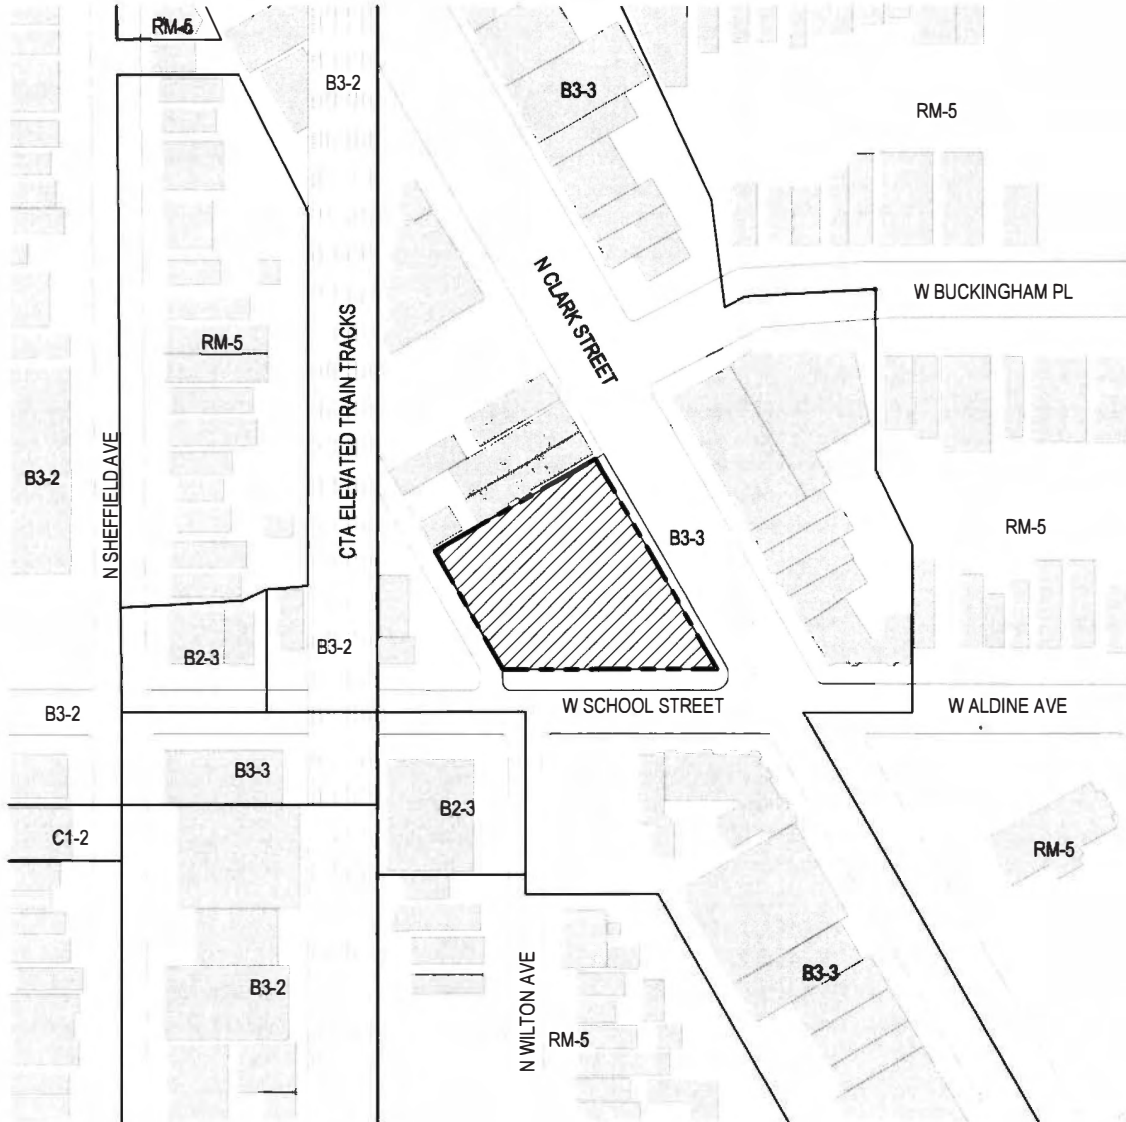 RM-5
B3-2
B3-3
RM-5
N CLARK STREET
W BUCKINGHAM PL
CTA ELEVATED TRAIN TRACKS
RM-5
N SHEFFIELD AVE
B3-2
B3-3
RM-5
B2-3
B3-2
B3-2
W SCHOOL STREET
W ALDINE AVE
B3-3
B2-3
C1-2
RM-5
B3-2
B3-3
N WILTON AVE
RM-5